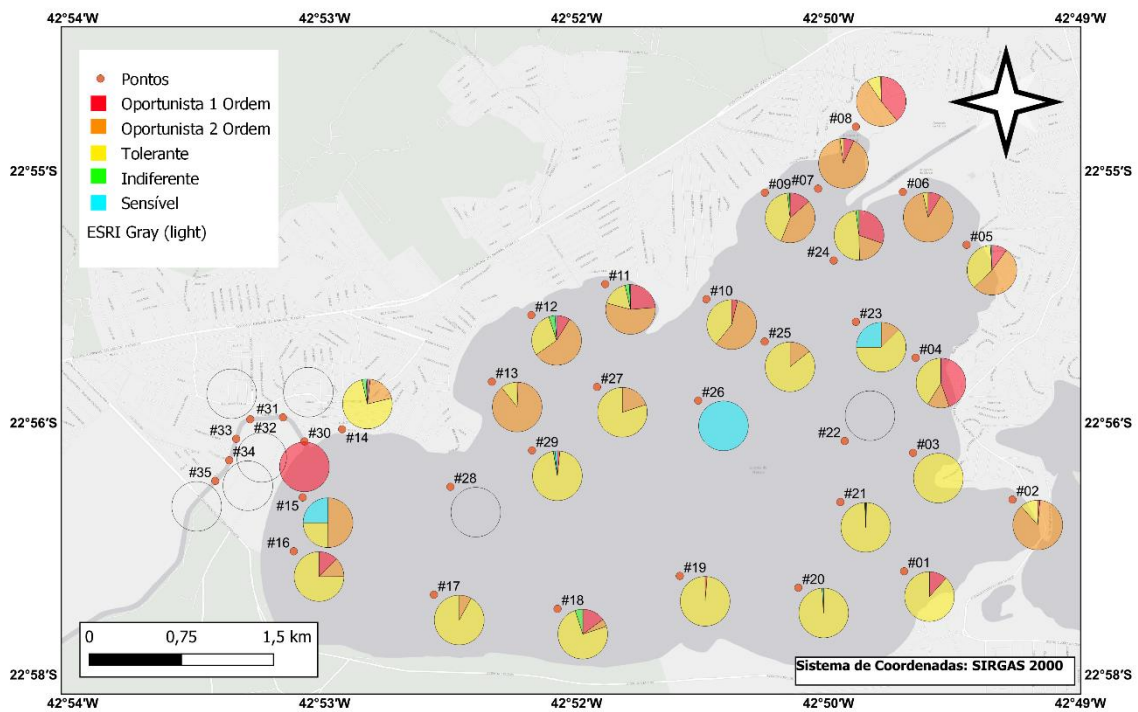 42°54'W 42°53'W 42°52'W 42°50'W 42°49'W
Pontos
Oportunista 1 Ordem
Oportunista 2 Ordem
Tolerante
Indiferente
Sensível
ESRI Gray (light)
22°55'S 22°55'S
#08
#09 #07 #06
#05
#24
#11
#10
#12
#23
#25
#04
#13 #27
#26
22°56'S 22°56'S
#31
#32
#33 #30 #14
#22
#34 #29 #03
#35 #28
#15 #21 #02
#16
#19 #01
#17 #20
#18
0 0,75 1,5 km
Sistema de Coordenadas: SIRGAS 2000
22°58'S 22°58'S
42°54'W 42°53'W 42°52'W 42°50'W 42°49'W